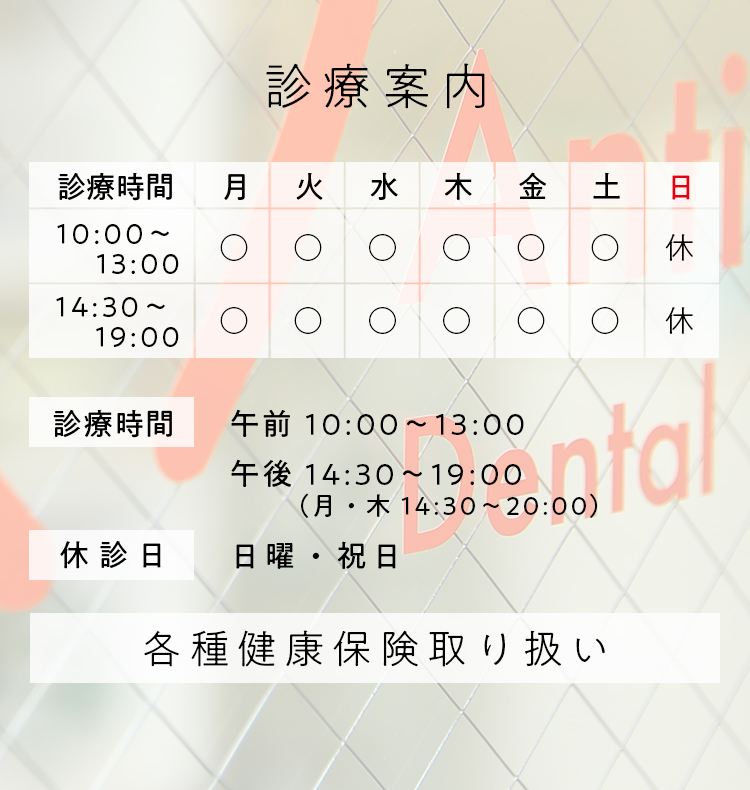 診療案内
診療時間 月 火 水 木 金 土 日
10:00～
13:00
○ ○ ○ ○ ○ ○ 休
14:30～
19:00
○ ○ ○ ○ ○ ○ 休
診療時間 午前 10:00～13:00
午後 14:30～19:00
（月・木 14:30～20:00）
休診日 日曜・祝日
各種健康保険取り扱い
Anti
Dental